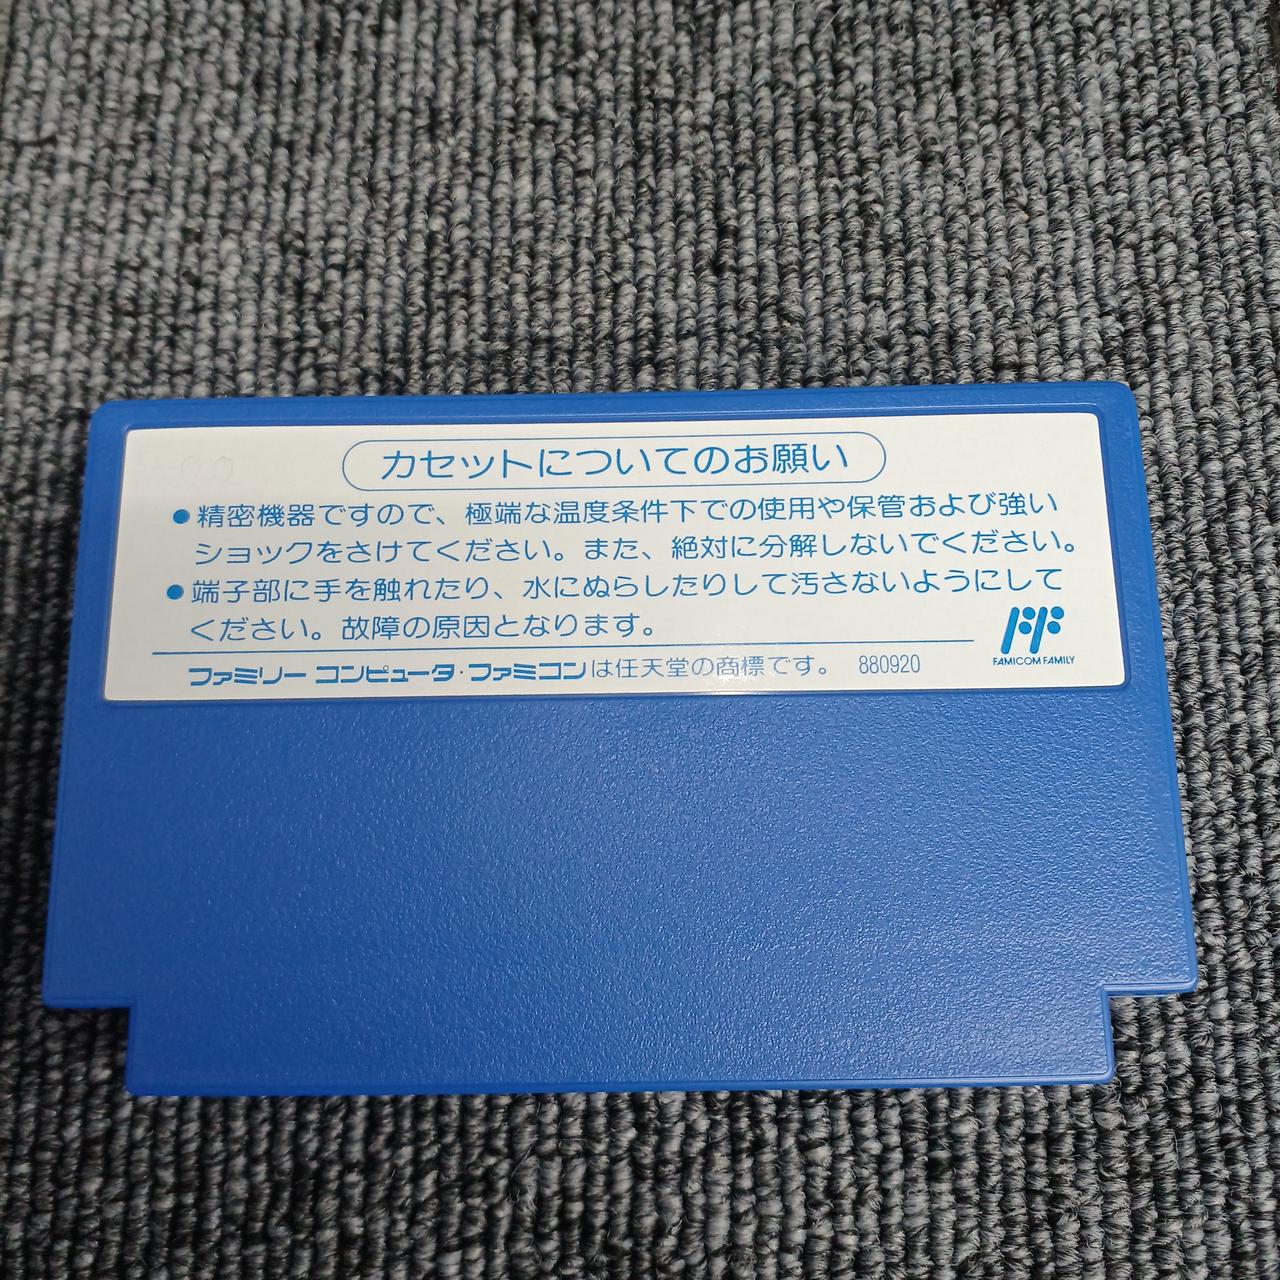 カセットについてのお願い
●精密機器ですので、極端な温度条件下での使用や保管および強い
ショックをさけてください。また、絶対に分解しないでください。
●端子部に手を触れたり、水にぬらしたりして汚さないようにして
ください。故障の原因となります。
FF
FAMICOM FAMILY
ファミリー コンピュータ・ファミコンは任天堂の商標です。 880920